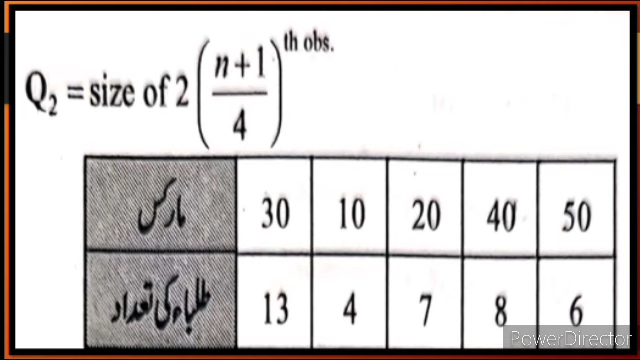 Q₂ = size of 2 ((n+1)/4)^th obs.
مارکس 30 10 20 40 50
طلباء کی تعداد 13 4 7 8 6
PowerDirector